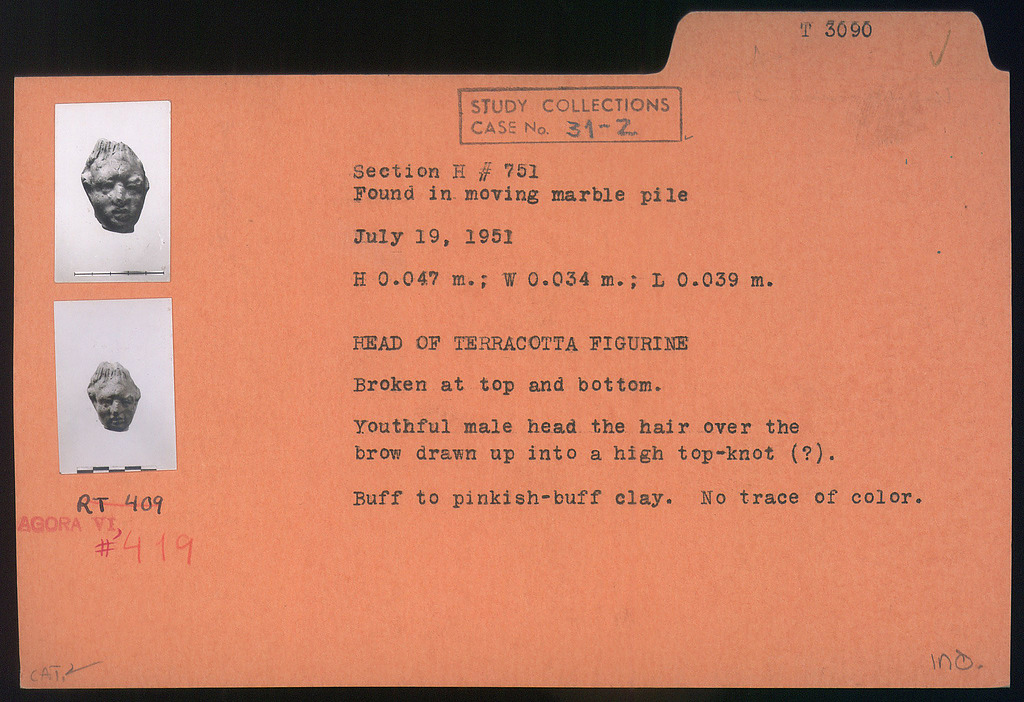 T 3090
STUDY COLLECTIONS
CASE No. 31-2
Section H # 751
Found in moving marble pile
July 19, 1951
H 0.047 m.; W 0.034 m.; L 0.039 m.
HEAD OF TERRACOTTA FIGURINE
Broken at top and bottom.
Youthful male head the hair over the
brow drawn up into a high top-knot (?).
Buff to pinkish-buff clay. No trace of color.
RT 409
AGORA VI,
#419
CAT.
IND.